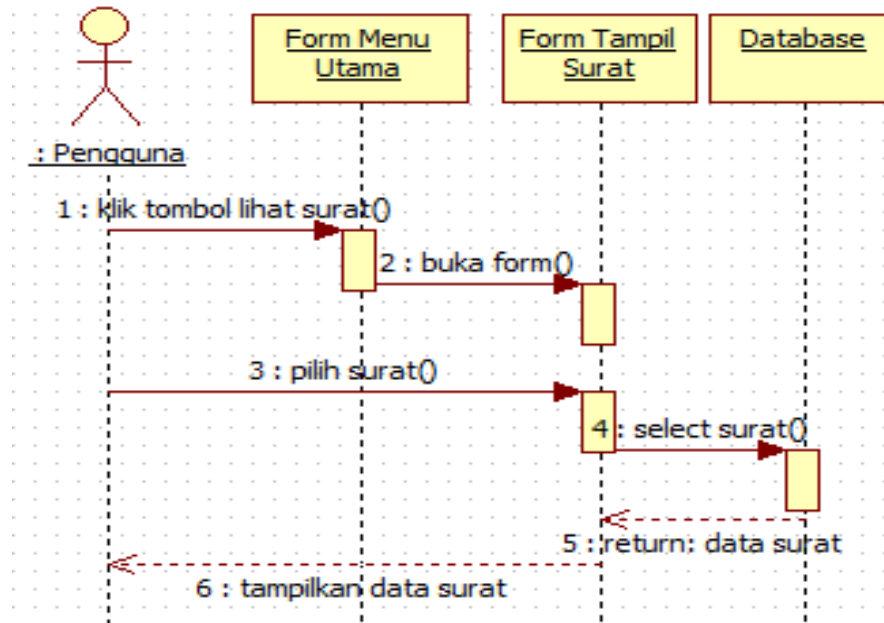 Form Menu
Utama
Form Tampil
Surat
Database
: Pengguna
1 : klik tombol lihat surat()
2 : buka form()
3 : pilih surat()
4 : select surat()
5 : return: data surat
6 : tampilkan data surat